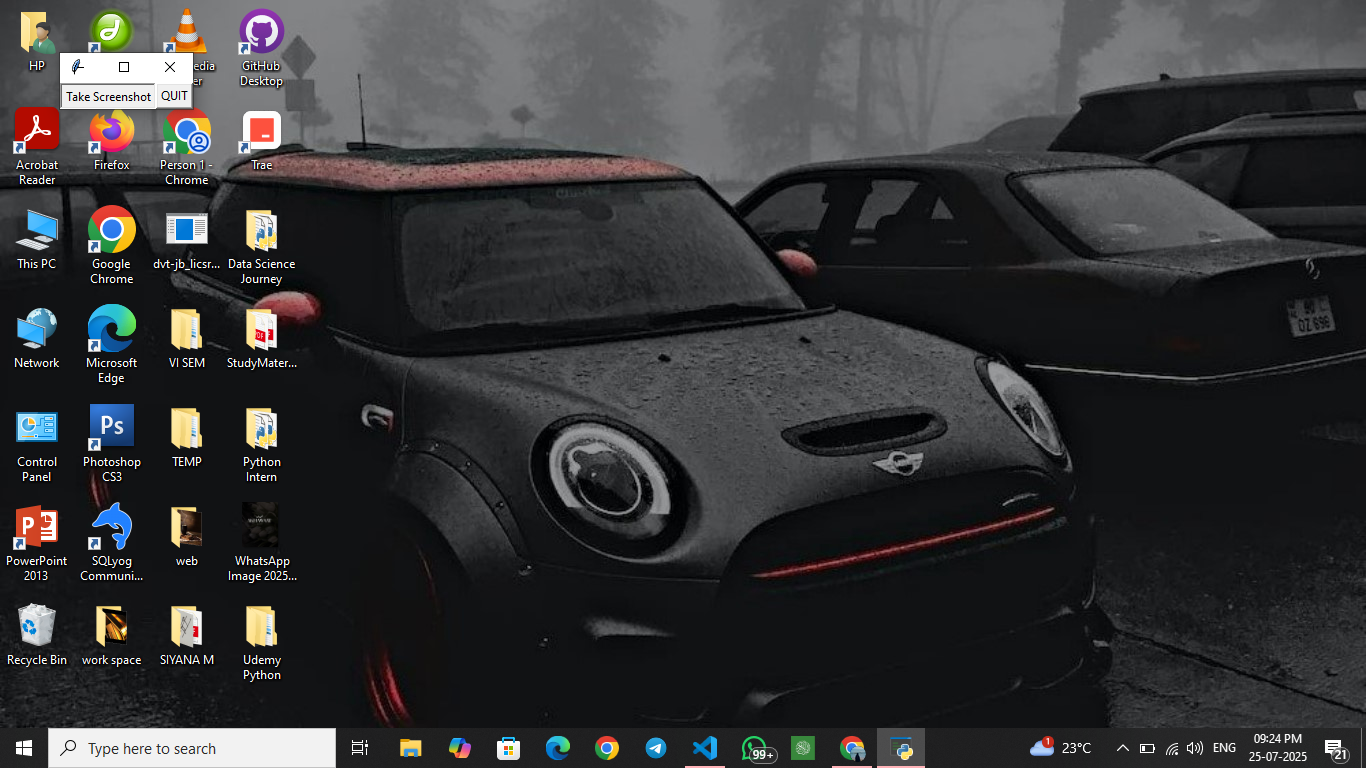 HP
edia
er
GitHub
Desktop
Take Screenshot
QUIT
Acrobat
Reader
Firefox
Person 1 -
Chrome
Trae
This PC
Google
Chrome
dvt-jb_licsr...
Data Science
Journey
Network
Microsoft
Edge
VI SEM
PDF
StudyMater...
Control
Panel
Ps
Photoshop
CS3
TEMP
Python
Intern
PowerPoint
2013
SQLyog
Communi...
web
WhatsApp
Image 2025...
Recycle Bin
work space
SIYANA M
Udemy
Python
Type here to search
99+
1
23°C
ENG
09:24 PM
25-07-2025
21